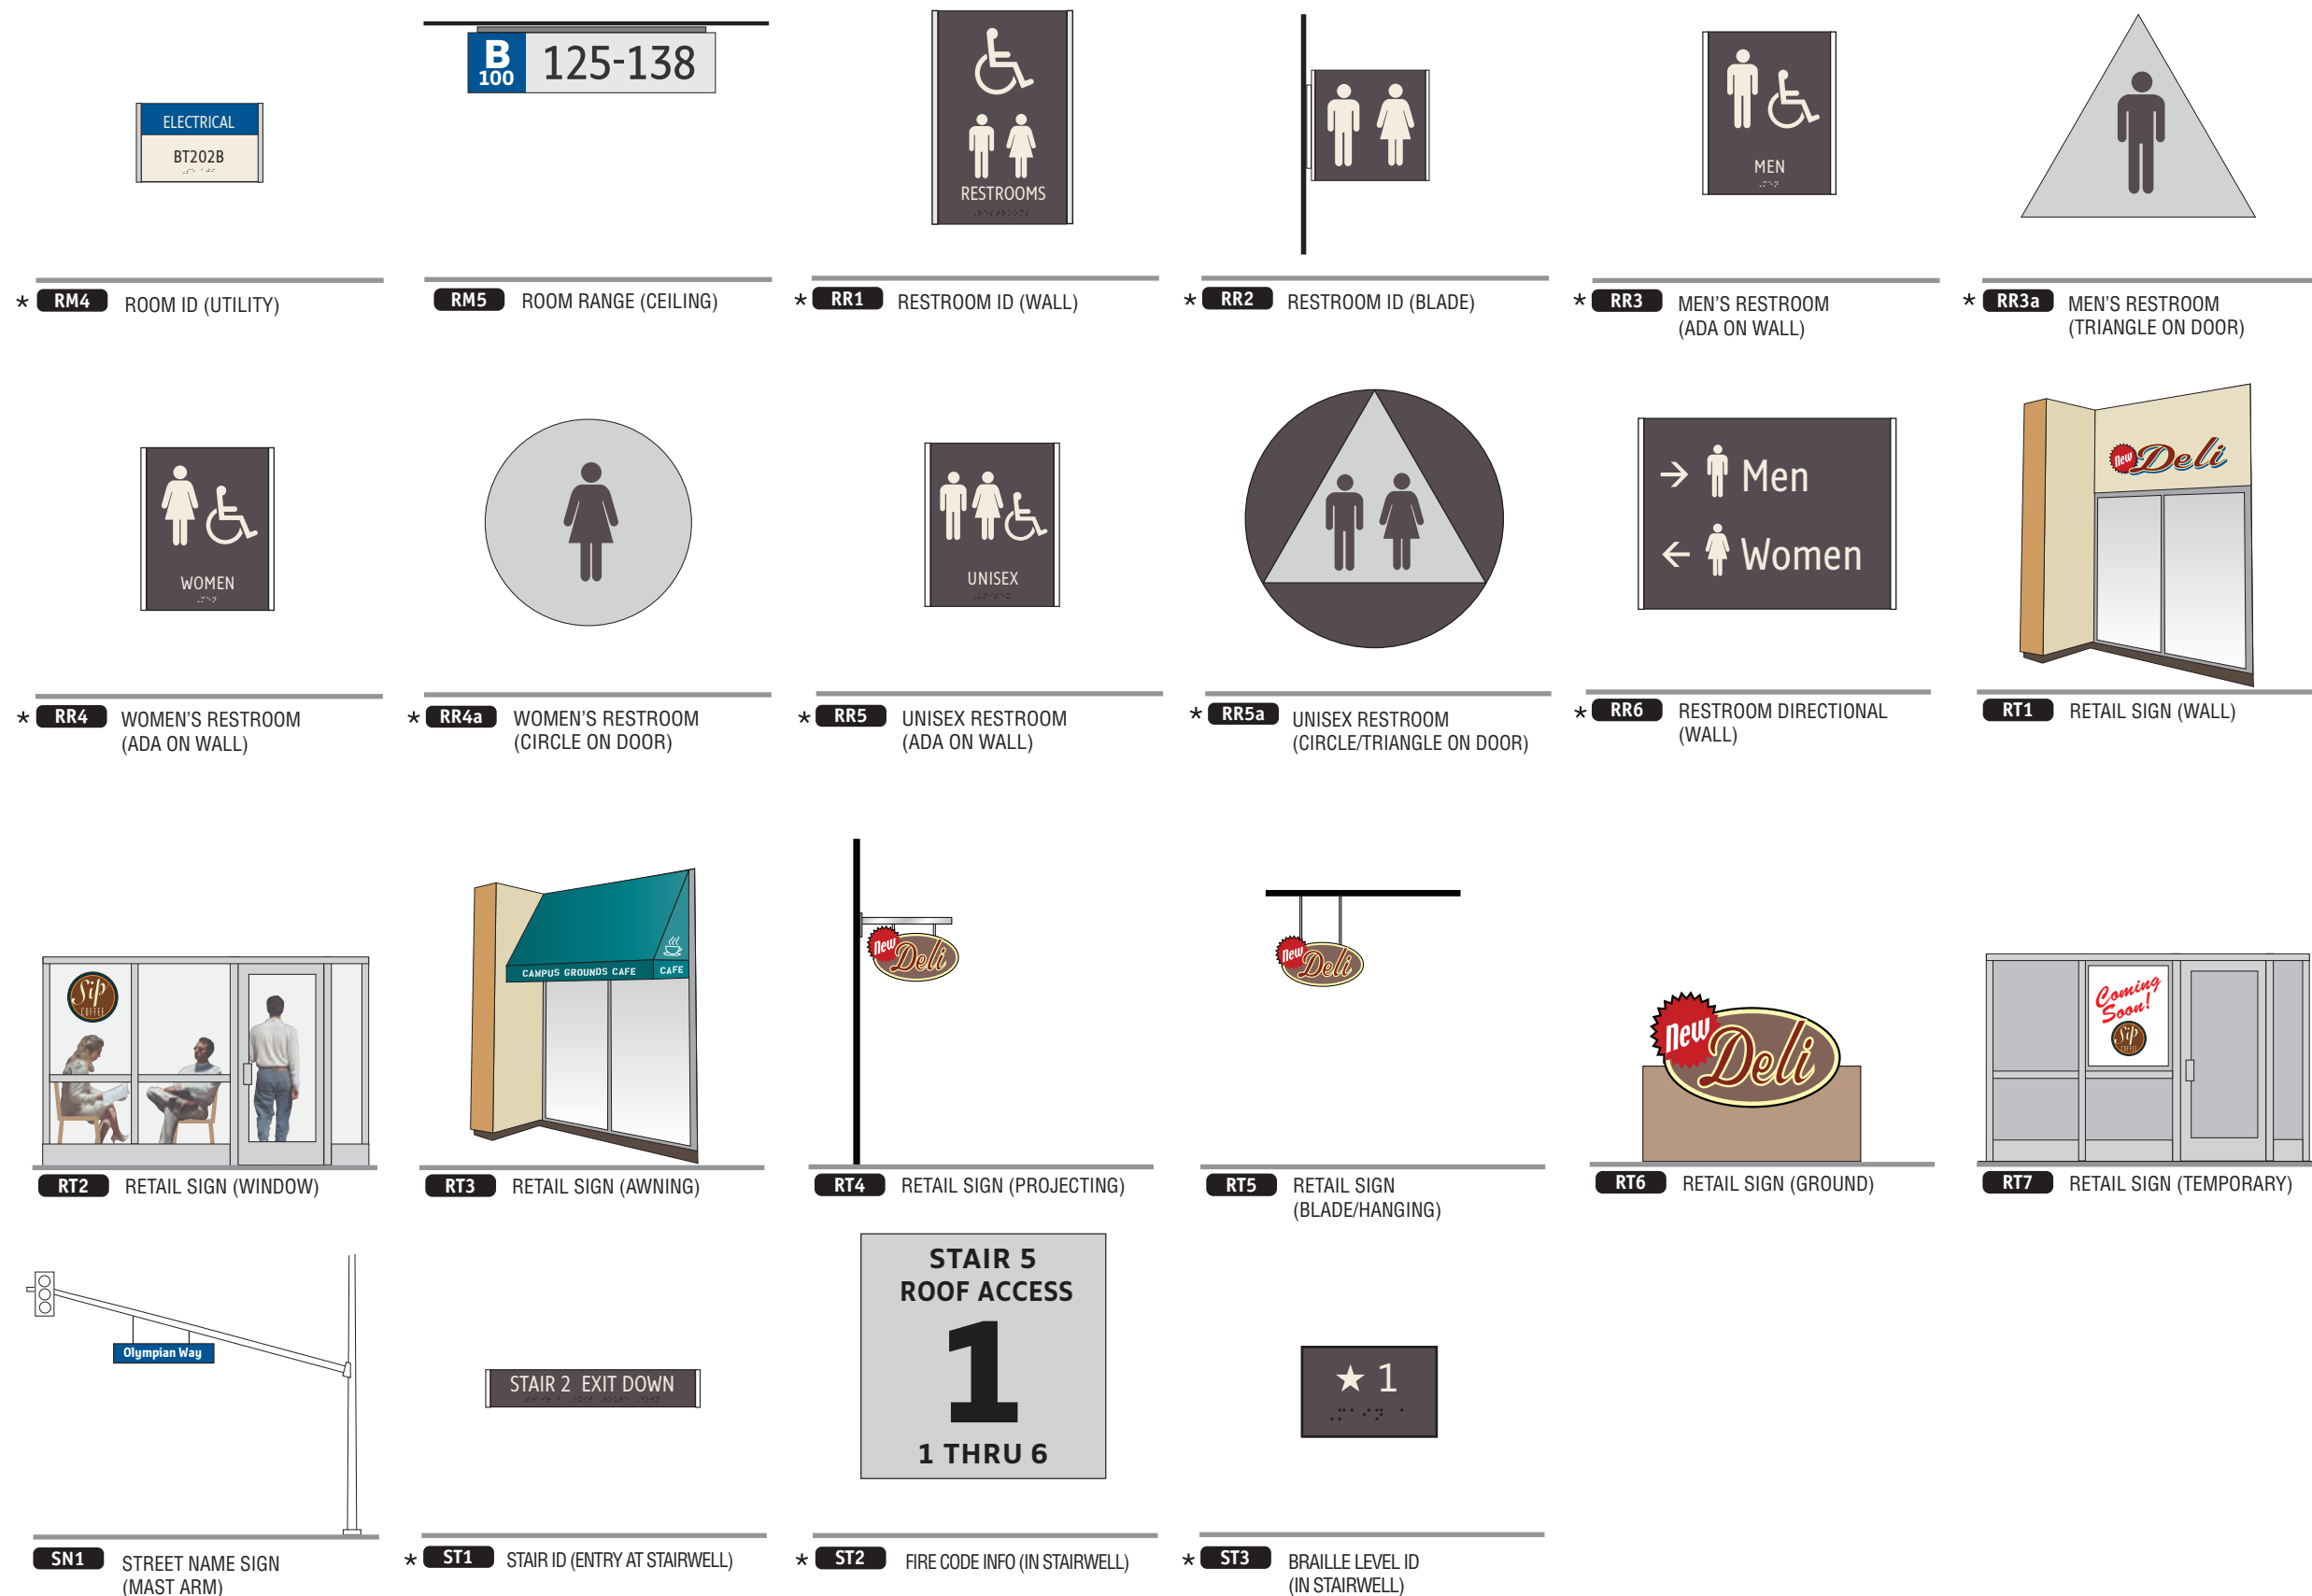 ELECTRICAL
BT202B
* RM4 ROOM ID (UTILITY)
B
100
125-138
RM5 ROOM RANGE (CEILING)
RESTROOMS
* RR1 RESTROOM ID (WALL)
* RR2 RESTROOM ID (BLADE)
MEN
* RR3 MEN'S RESTROOM
(ADA ON WALL)
* RR3a MEN'S RESTROOM
(TRIANGLE ON DOOR)
WOMEN
* RR4 WOMEN'S RESTROOM
(ADA ON WALL)
* RR4a WOMEN'S RESTROOM
(CIRCLE ON DOOR)
UNISEX
* RR5 UNISEX RESTROOM
(ADA ON WALL)
* RR5a UNISEX RESTROOM
(CIRCLE/TRIANGLE ON DOOR)
→ Men
← Women
* RR6 RESTROOM DIRECTIONAL
(WALL)
New Deli
RT1 RETAIL SIGN (WALL)
Sip
COFFEE
RT2 RETAIL SIGN (WINDOW)
CAMPUS GROUNDS CAFE CAFE
RT3 RETAIL SIGN (AWNING)
New Deli
RT4 RETAIL SIGN (PROJECTING)
New Deli
RT5 RETAIL SIGN
(BLADE/HANGING)
New Deli
RT6 RETAIL SIGN (GROUND)
Coming
Soon!
Sip
COFFEE
RT7 RETAIL SIGN (TEMPORARY)
Olympian Way
SN1 STREET NAME SIGN
(MAST ARM)
STAIR 2 EXIT DOWN
* ST1 STAIR ID (ENTRY AT STAIRWELL)
STAIR 5
ROOF ACCESS
1
1 THRU 6
* ST2 FIRE CODE INFO (IN STAIRWELL)
★ 1
* ST3 BRAILLE LEVEL ID
(IN STAIRWELL)